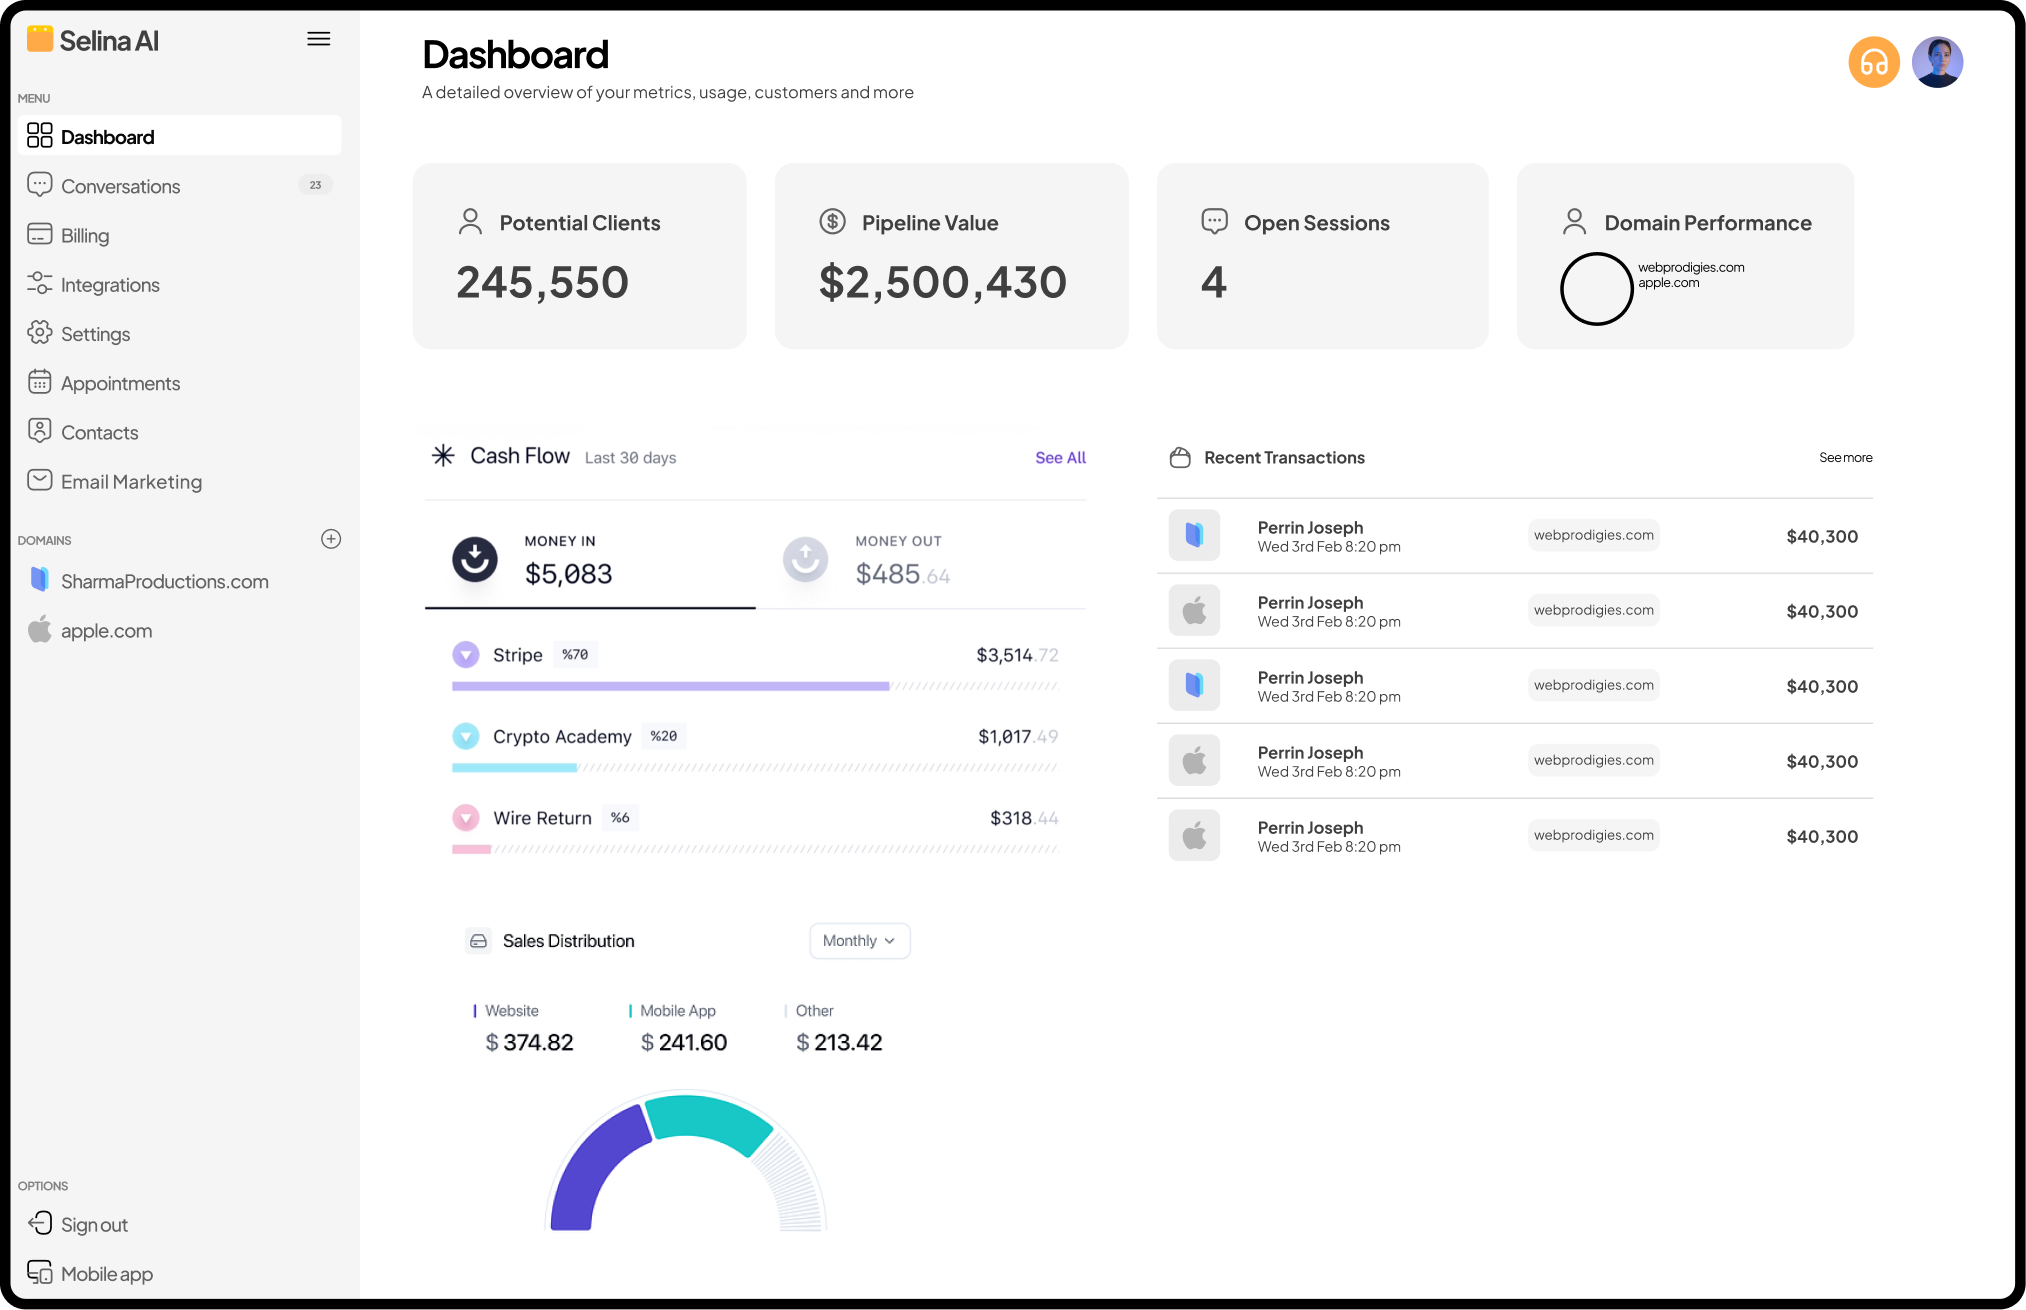 Selina AI
MENU
Dashboard
Conversations 23
Billing
Integrations
Settings
Appointments
Contacts
Email Marketing
DOMAINS
SharmaProductions.com
apple.com
OPTIONS
Sign out
Mobile app
Dashboard
A detailed overview of your metrics, usage, customers and more
Potential Clients
245,550
Pipeline Value
$2,500,430
Open Sessions
4
Domain Performance
webprodigies.com
apple.com
Cash Flow Last 30 days See All
MONEY IN
$5,083
MONEY OUT
$485.64
Stripe %70 $3,514.72
Crypto Academy %20 $1,017.49
Wire Return %6 $318.44
Recent Transactions See more
Perrin Joseph
Wed 3rd Feb 8:20 pm
webprodigies.com
$40,300
Perrin Joseph
Wed 3rd Feb 8:20 pm
webprodigies.com
$40,300
Perrin Joseph
Wed 3rd Feb 8:20 pm
webprodigies.com
$40,300
Perrin Joseph
Wed 3rd Feb 8:20 pm
webprodigies.com
$40,300
Perrin Joseph
Wed 3rd Feb 8:20 pm
webprodigies.com
$40,300
Sales Distribution Monthly
Website
$ 374.82
Mobile App
$ 241.60
Other
$ 213.42